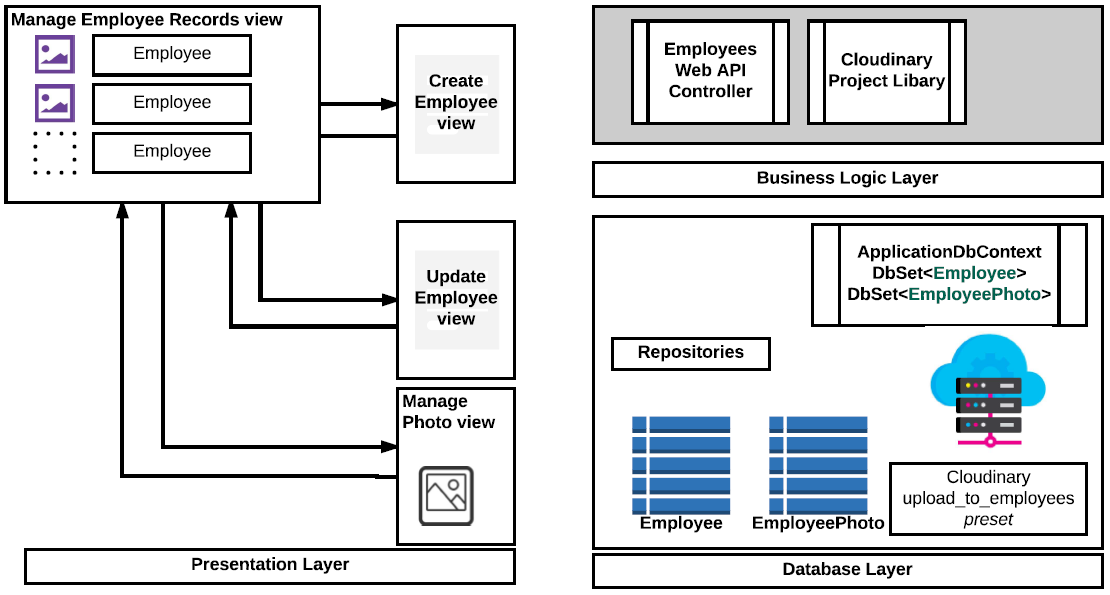 Manage Employee Records view
Employee
Employee
Employee
Create
Employee
view
Update
Employee
view
Manage
Photo view
Presentation Layer
Employees
Web API
Controller
Cloudinary
Project Libary
Business Logic Layer
ApplicationDbContext
DbSet<Employee>
DbSet<EmployeePhoto>
Repositories
Employee
EmployeePhoto
Cloudinary
upload_to_employees
preset
Database Layer